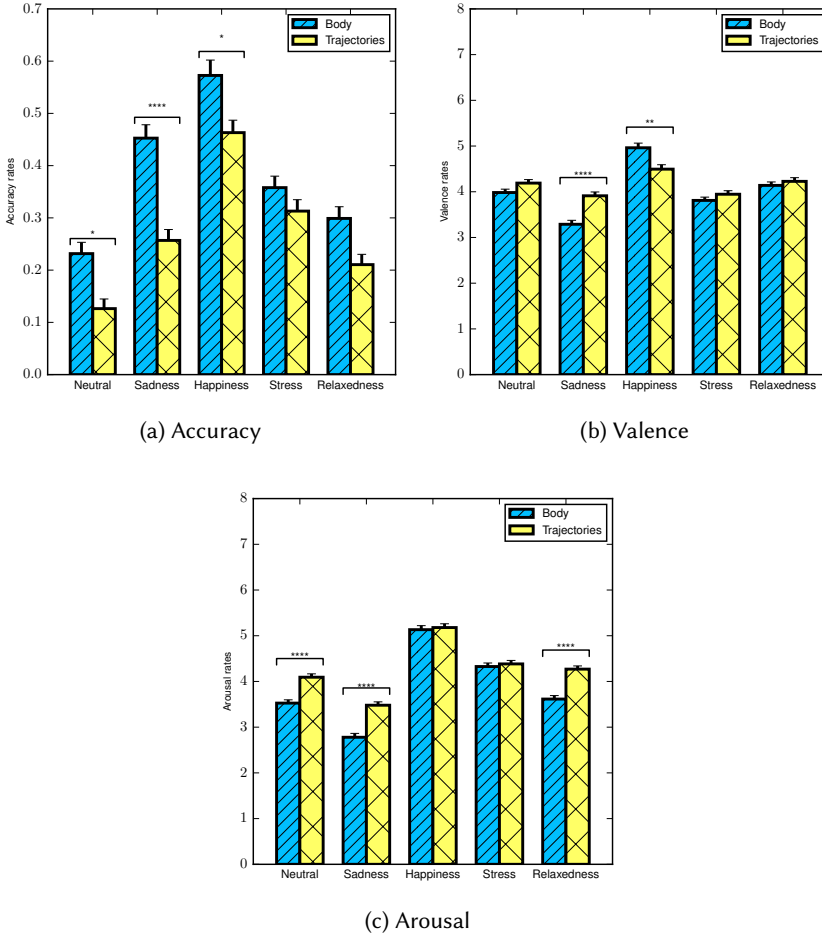 0.7
0.6
0.5
0.4
0.3
0.2
0.1
0.0
Accuracy rates
Body
Trajectories
*
****
*
Neutral Sadness Happiness Stress Relaxedness
(a) Accuracy
8
7
6
5
4
3
2
1
0
Valence rates
Body
Trajectories
****
**
Neutral Sadness Happiness Stress Relaxedness
(b) Valence
8
7
6
5
4
3
2
1
0
Arousal rates
Body
Trajectories
****
****
****
Neutral Sadness Happiness Stress Relaxedness
(c) Arousal